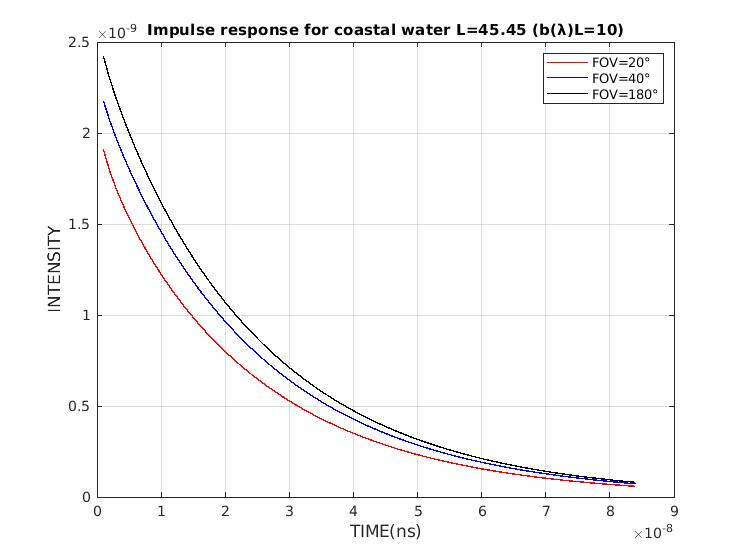 ×10⁻⁹ Impulse response for coastal water L=45.45 (b(λ)L=10)
2.5
2
1.5
1
0.5
0
INTENSITY
FOV=20°
FOV=40°
FOV=180°
0 1 2 3 4 5 6 7 8 9
TIME(ns)
×10⁻⁸